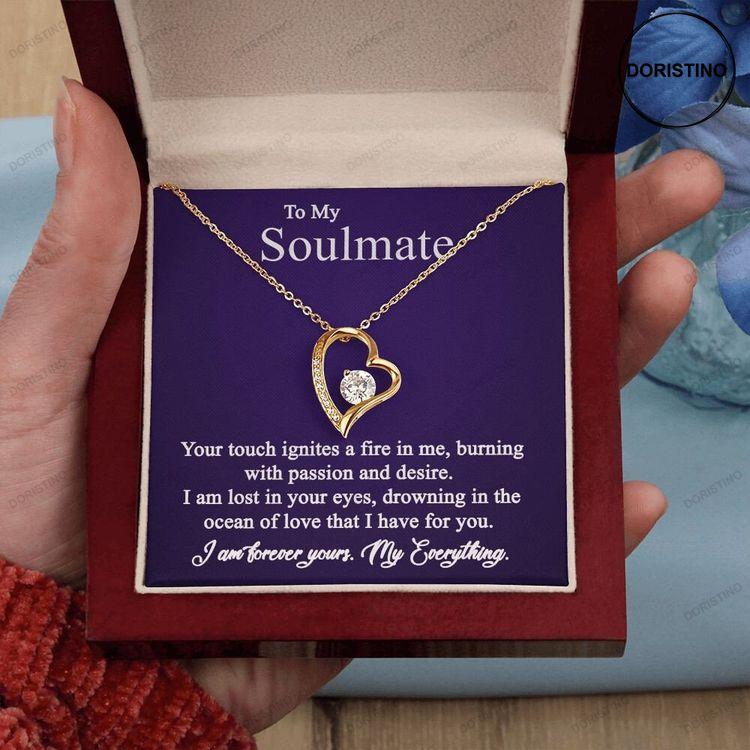 DORISTINO
To My
Soulmate
Your touch ignites a fire in me, burning
with passion and desire.
I am lost in your eyes, drowning in the
ocean of love that I have for you.
I am forever yours. My Everything.